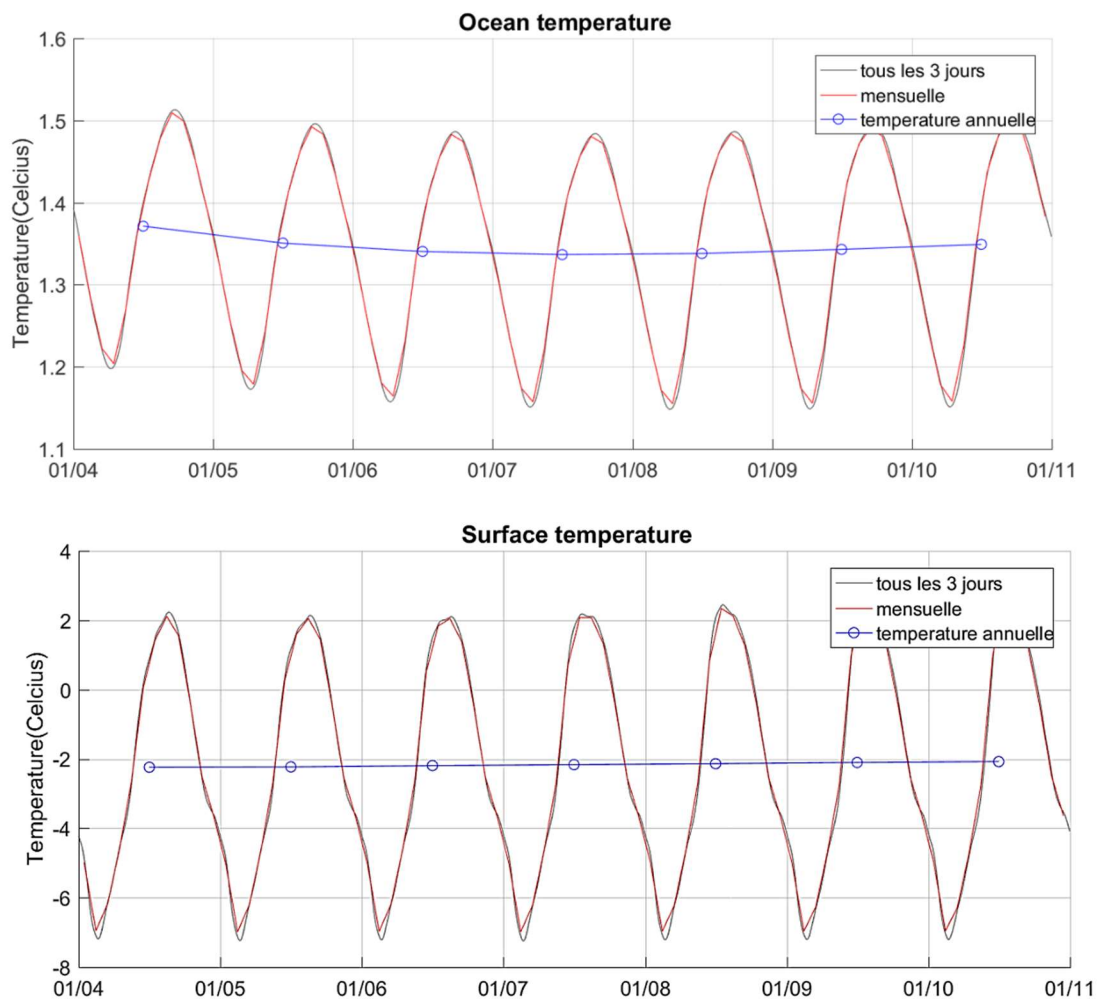 Ocean temperature
1.6
1.5
1.4
1.3
1.2
1.1
Temperature(Celcius)
tous les 3 jours
mensuelle
temperature annuelle
01/04 01/05 01/06 01/07 01/08 01/09 01/10 01/11
Surface temperature
4
2
0
-2
-4
-6
-8
Temperature(Celcius)
tous les 3 jours
mensuelle
temperature annuelle
01/04 01/05 01/06 01/07 01/08 01/09 01/10 01/11